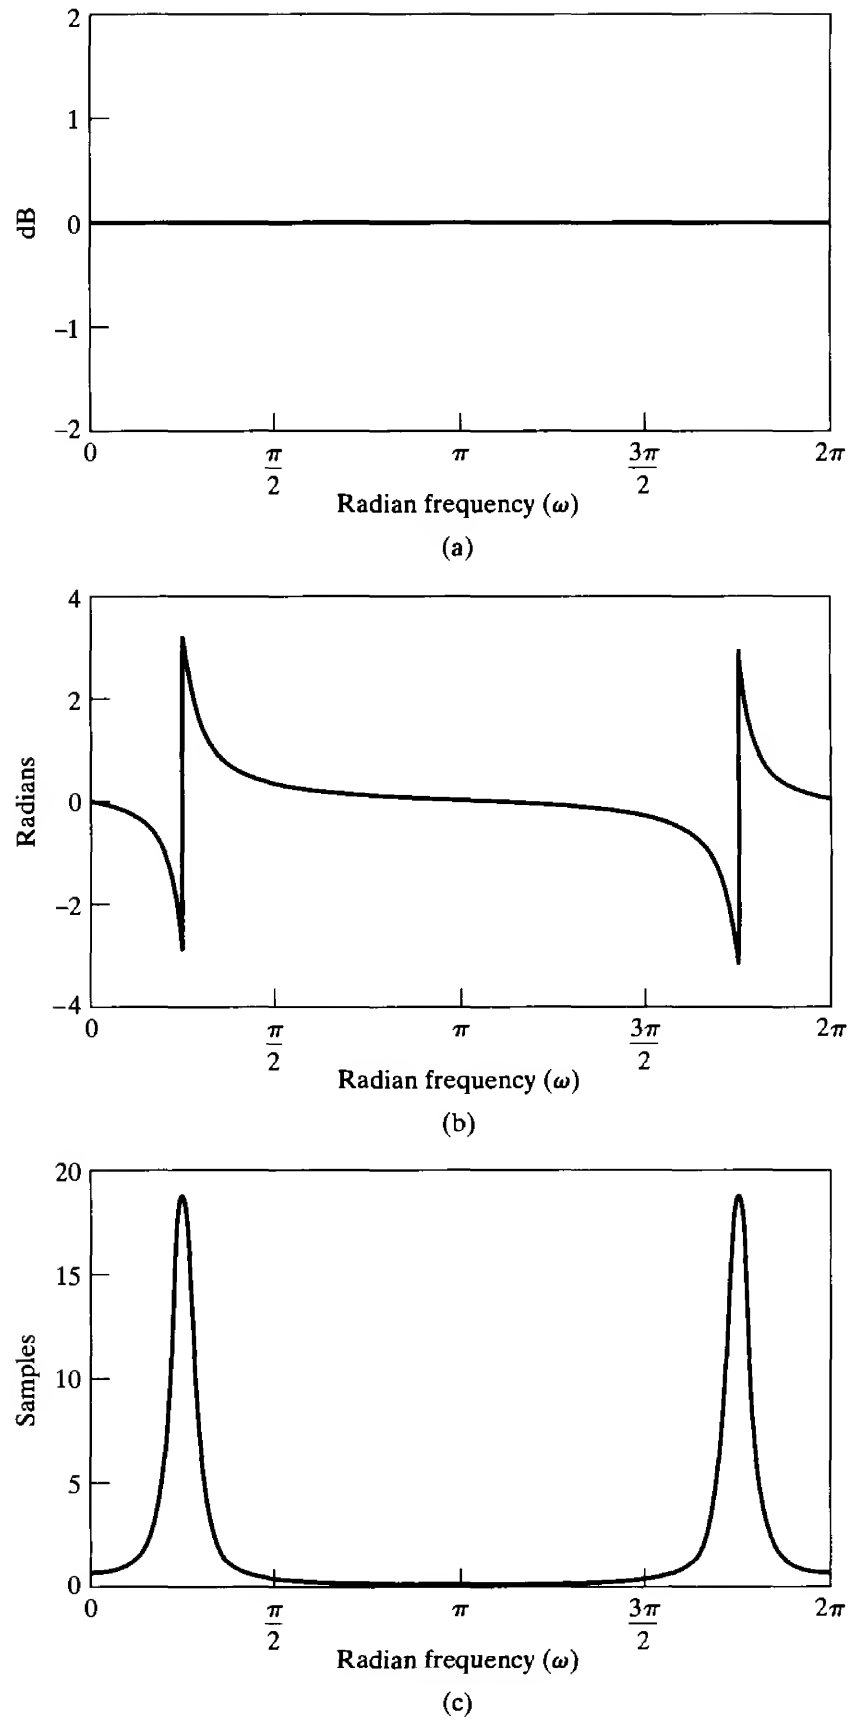 2
1
0
−1
−2
dB
0
π/2
π
3π/2
2π
Radian frequency (ω)
(a)
4
2
0
−2
−4
Radians
0
π/2
π
3π/2
2π
Radian frequency (ω)
(b)
20
15
10
5
0
Samples
0
π/2
π
3π/2
2π
Radian frequency (ω)
(c)